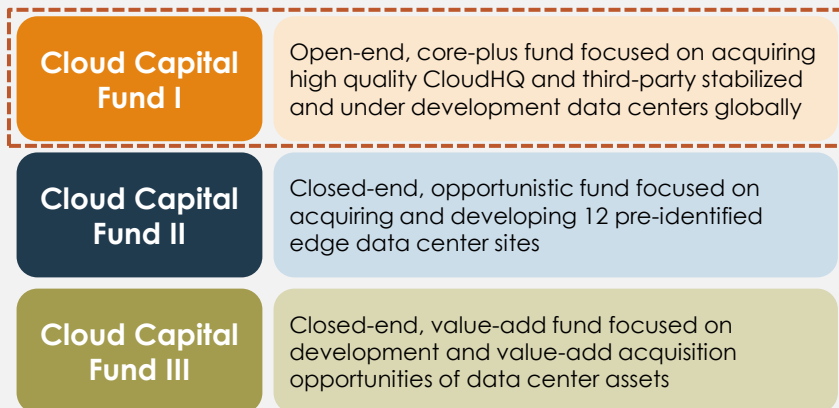 Cloud Capital
Fund I
Open-end, core-plus fund focused on acquiring
high quality CloudHQ and third-party stabilized
and under development data centers globally
Cloud Capital
Fund II
Closed-end, opportunistic fund focused on
acquiring and developing 12 pre-identified
edge data center sites
Cloud Capital
Fund III
Closed-end, value-add fund focused on
development and value-add acquisition
opportunities of data center assets